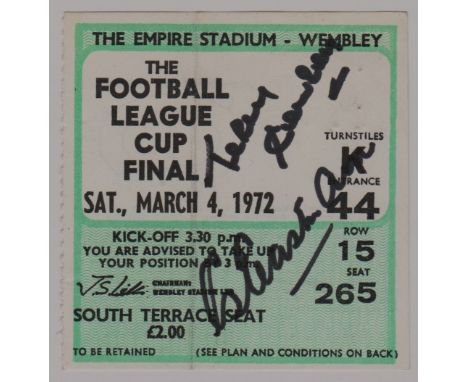 THE EMPIRE STADIUM - WEMBLEY
THE
FOOTBALL
LEAGUE
CUP
FINAL
SAT., MARCH 4, 1972
TURNSTILES
K
ENTRANCE
44
KICK-OFF 3.30 p.m.
YOU ARE ADVISED TO TAKE UP
YOUR POSITION BY 3 p.m.
ROW
15
SEAT
265
CHAIRMAN:
WEMBLEY STADIUM LTD
SOUTH TERRACE SEAT
£2.00
TO BE RETAINED (SEE PLAN AND CONDITIONS ON BACK)